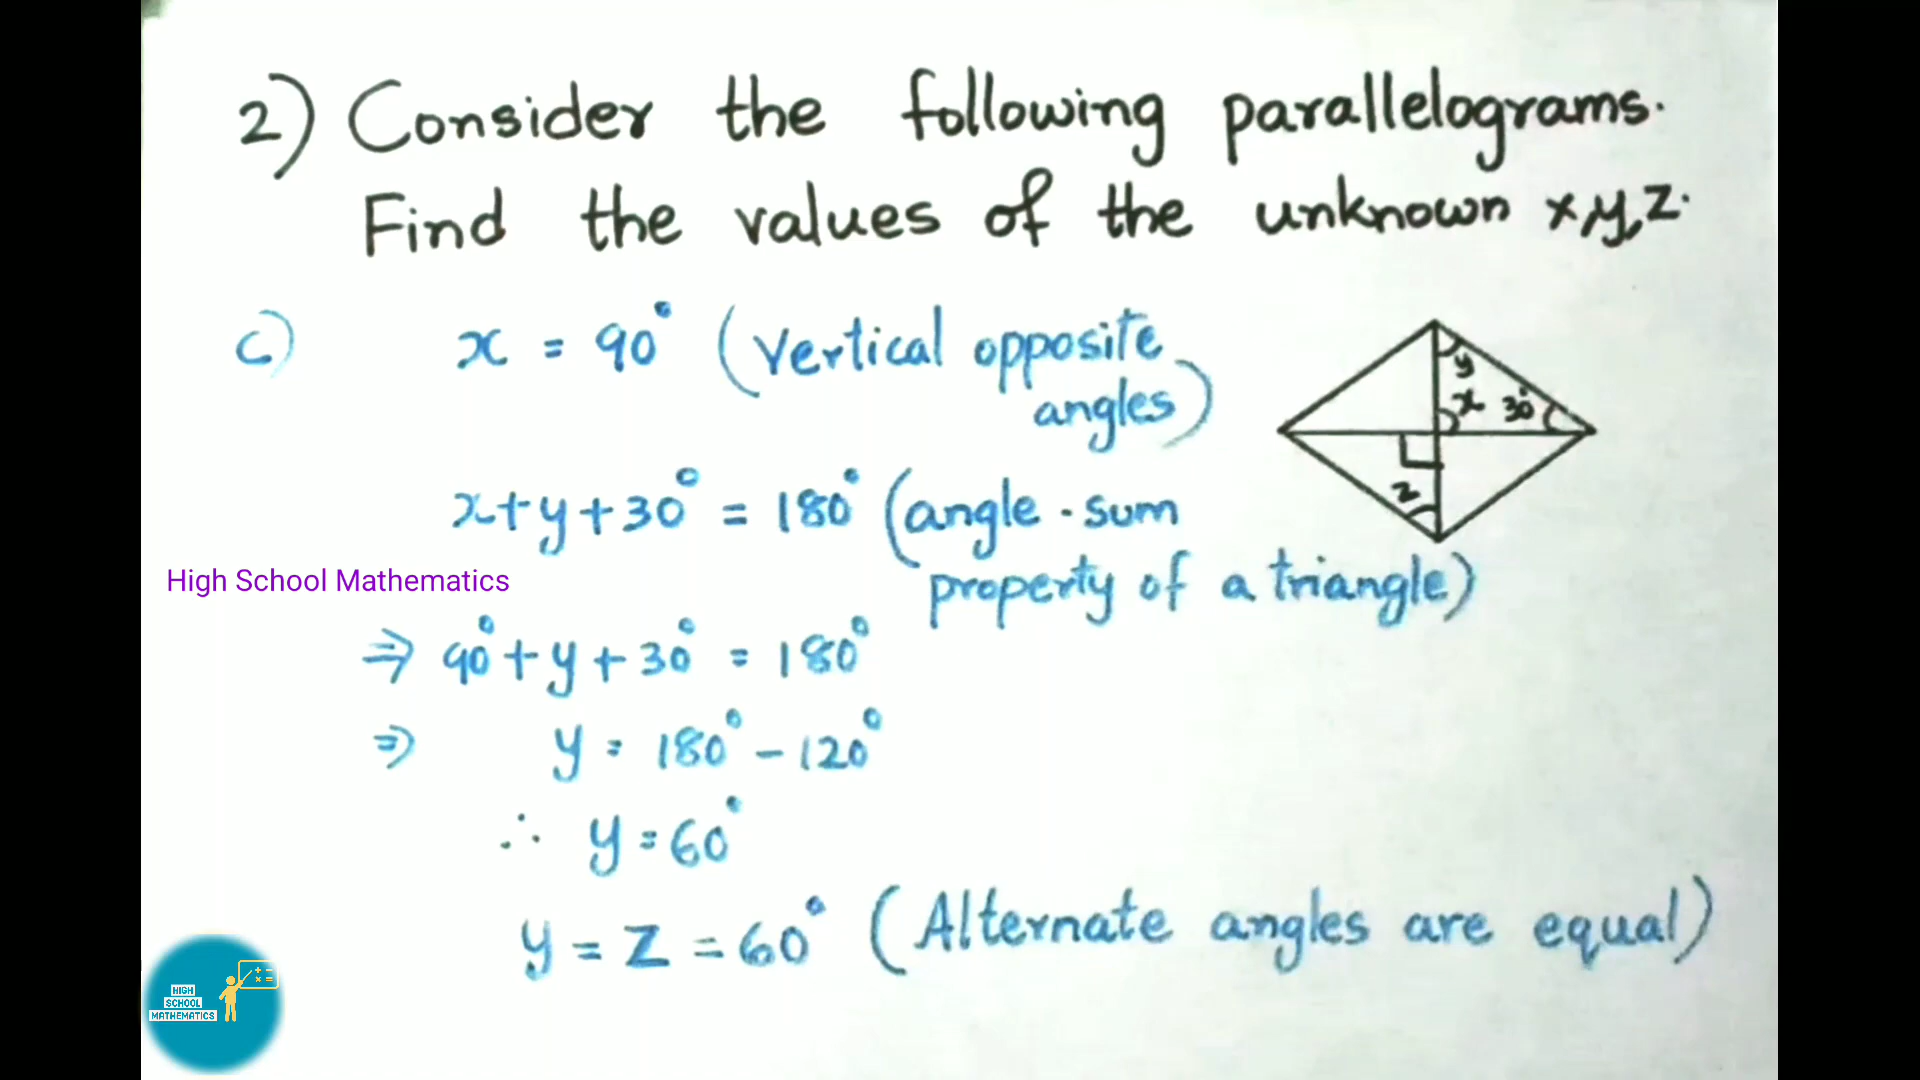 2) Consider the following parallelograms.
Find the values of the unknown x,y,z.
c) x = 90° (Vertical opposite
angles)
y
x 30°
z
x+y+30° = 180° (angle-sum
property of a triangle)
High School Mathematics
⇒ 90°+y+30° = 180°
⇒ y = 180° - 120°
∴ y = 60°
y = z = 60° (Alternate angles are equal)
HIGH
SCHOOL
MATHEMATICS